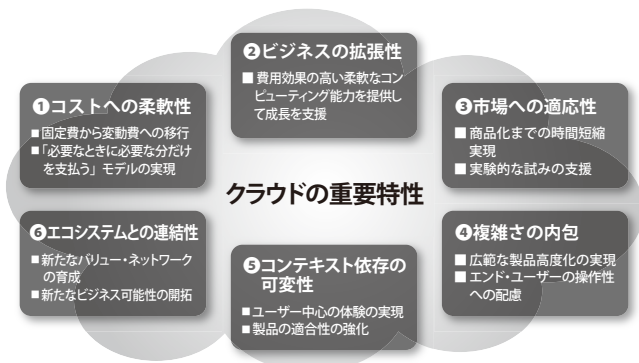 ❶コストへの柔軟性
■固定費から変動費への移行
■「必要なときに必要な分だけ
を支払う」モデルの実現
❷ビジネスの拡張性
■費用効果の高い柔軟なコン
ピューティング能力を提供し
て成長を支援
❸市場への適応性
■商品化までの時間短縮
実現
■実験的な試みの支援
クラウドの重要特性
❹複雑さの内包
■広範な製品高度化の実現
■エンド・ユーザーの操作性
への配慮
❺コンテキスト依存の
可変性
■ユーザー中心の体験の実現
■製品の適合性の強化
❻エコシステムとの連結性
■新たなバリュー・ネットワーク
の育成
■新たなビジネス可能性の開拓